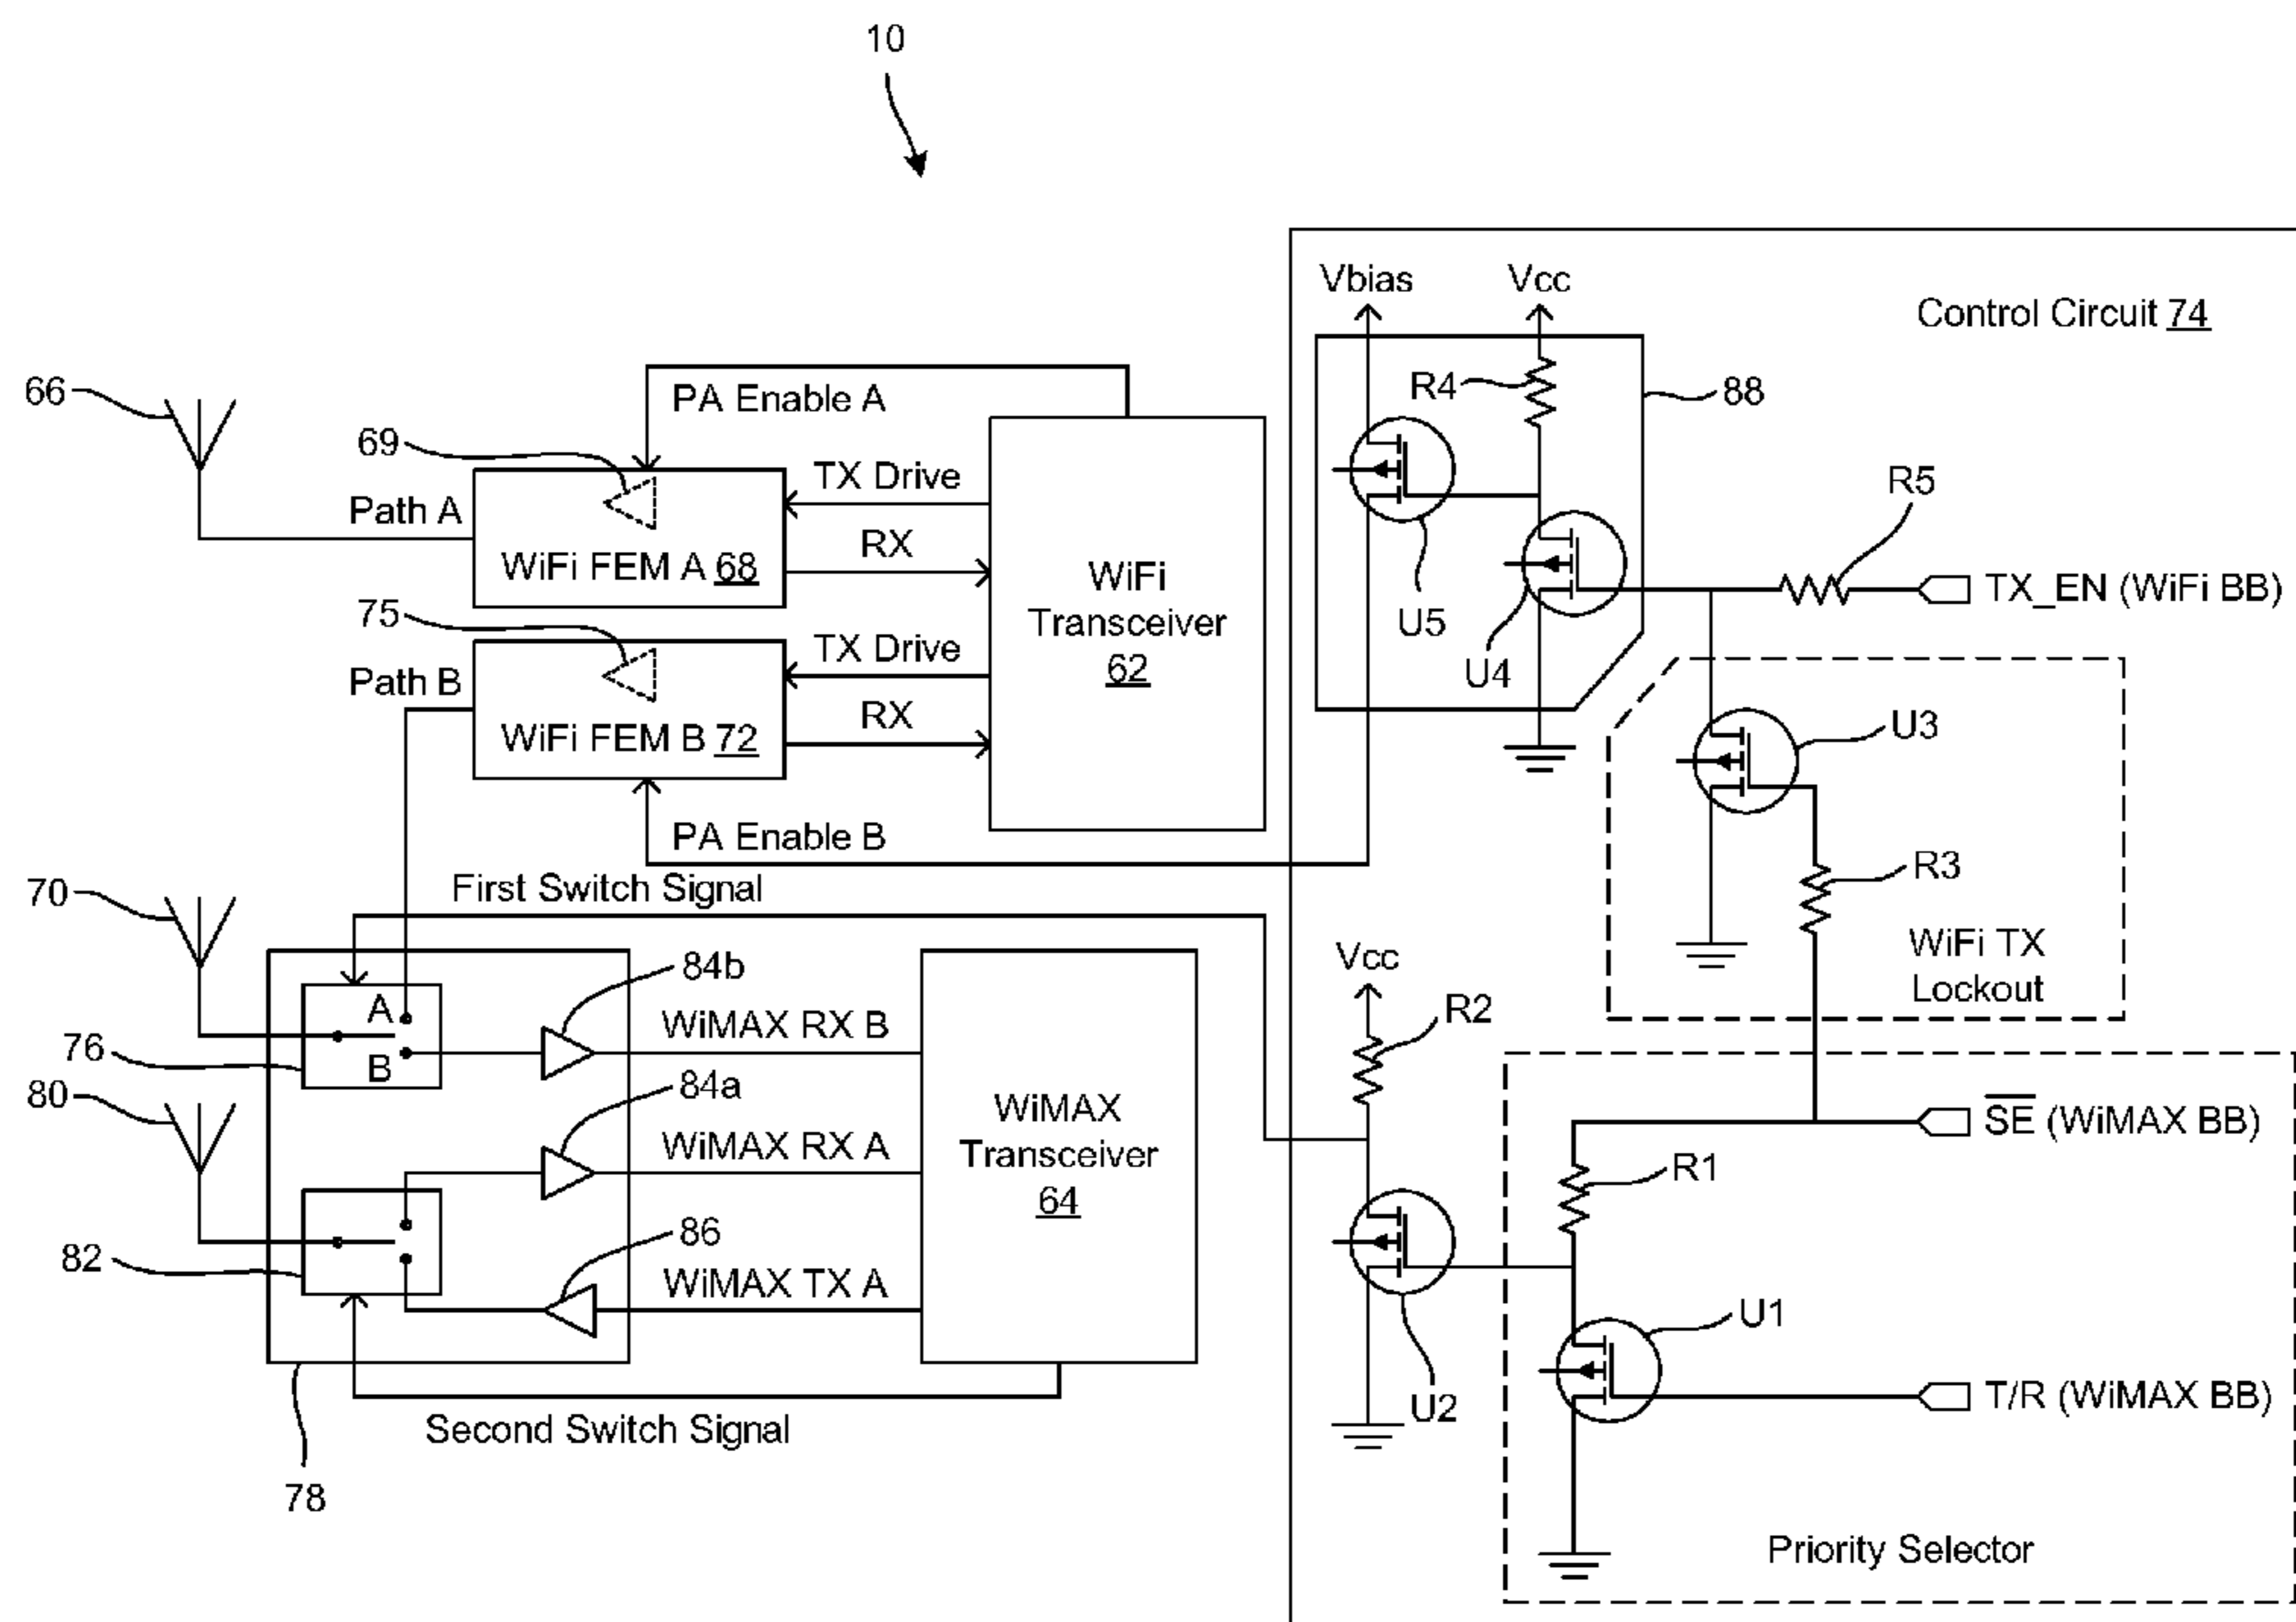 10
Vbias
Vcc
Control Circuit 74
R4
88
66
PA Enable A
69
TX Drive
R5
Path A
RX
WiFi FEM A 68
WiFi
Transceiver
62
U5
TX_EN (WiFi BB)
75
TX Drive
U4
Path B
RX
WiFi FEM B 72
U3
PA Enable B
R3
70
First Switch Signal
WiFi TX
Lockout
84b
Vcc
A
WiMAX RX B
R2
76
B
84a
80
WiMAX
Transceiver
64
SE (WiMAX BB)
WiMAX RX A
R1
86
82
WiMAX TX A
U1
U2
T/R (WiMAX BB)
Second Switch Signal
78
Priority Selector